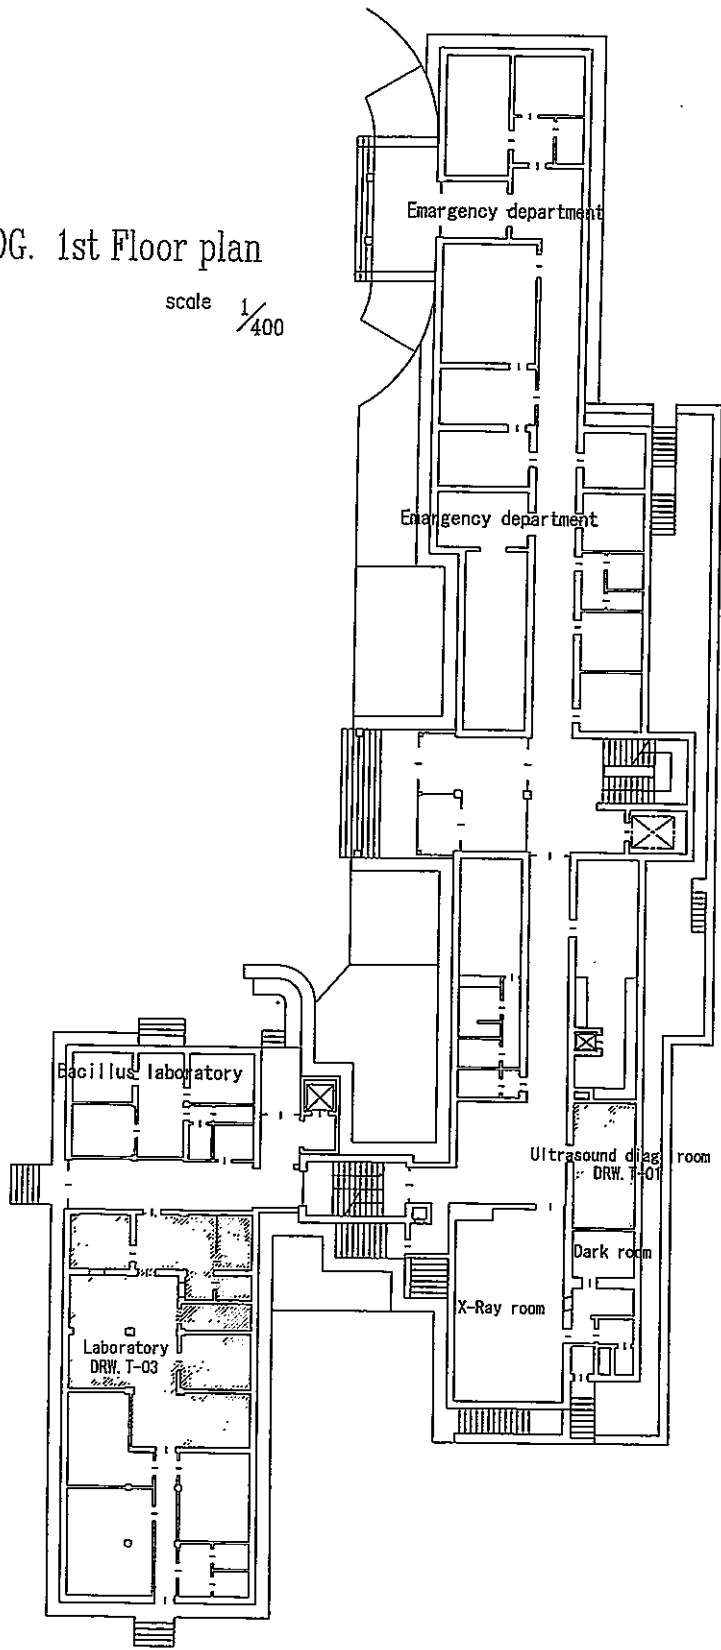 DG. 1st Floor plan
scale 1/400
Emargency department
Emargency department
Bacillus laboratory
Ultrasound diag room
DRW. T-01
Dark room
X-Ray room
Laboratory
DRW. T-03